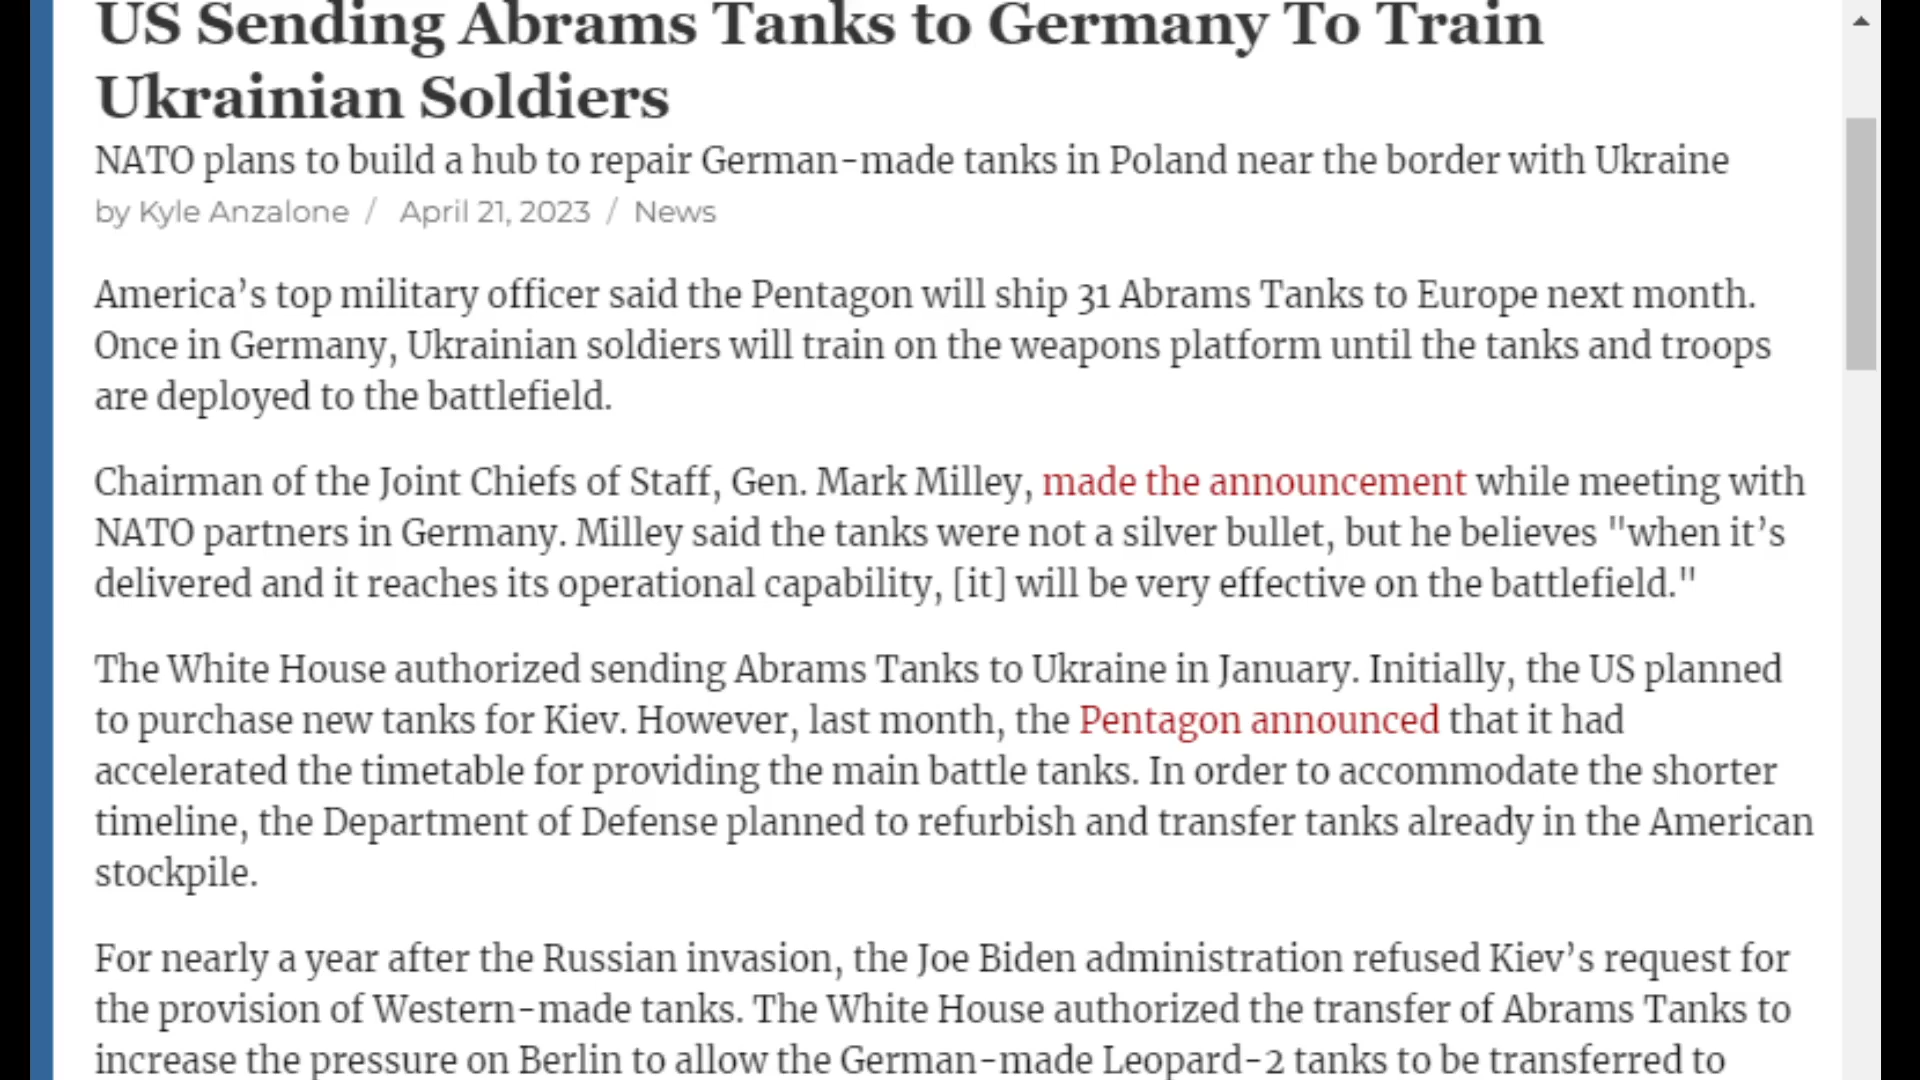 US Sending Abrams Tanks to Germany To Train
Ukrainian Soldiers
NATO plans to build a hub to repair German-made tanks in Poland near the border with Ukraine
by Kyle Anzalone / April 21, 2023 / News
America’s top military officer said the Pentagon will ship 31 Abrams Tanks to Europe next month.
Once in Germany, Ukrainian soldiers will train on the weapons platform until the tanks and troops
are deployed to the battlefield.
Chairman of the Joint Chiefs of Staff, Gen. Mark Milley, made the announcement while meeting with
NATO partners in Germany. Milley said the tanks were not a silver bullet, but he believes "when it’s
delivered and it reaches its operational capability, [it] will be very effective on the battlefield."
The White House authorized sending Abrams Tanks to Ukraine in January. Initially, the US planned
to purchase new tanks for Kiev. However, last month, the Pentagon announced that it had
accelerated the timetable for providing the main battle tanks. In order to accommodate the shorter
timeline, the Department of Defense planned to refurbish and transfer tanks already in the American
stockpile.
For nearly a year after the Russian invasion, the Joe Biden administration refused Kiev’s request for
the provision of Western-made tanks. The White House authorized the transfer of Abrams Tanks to
increase the pressure on Berlin to allow the German-made Leopard-2 tanks to be transferred to